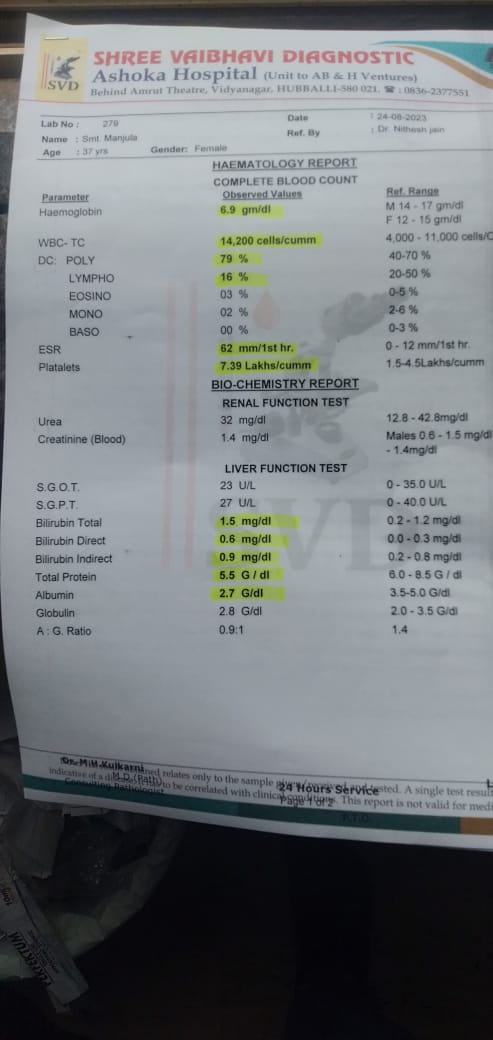 SVD
SHREE VAIBHAVI DIAGNOSTIC
Ashoka Hospital (Unit to AB & H Ventures)
Behind Amrut Theatre, Vidyanagar, HUBBALLI-580 021. ☎ : 0836-2377551
Lab No : 279 Date : 24-08-2023
Name : Smt. Manjula Ref. By : Dr. Nithesh jain
Age : 37 yrs Gender: Female
HAEMATOLOGY REPORT
COMPLETE BLOOD COUNT
Parameter Observed Values Ref. Range
Haemoglobin 6.9 gm/dl M 14 - 17 gm/dl
F 12 - 15 gm/dl
WBC- TC 14,200 cells/cumm 4,000 - 11,000 cells/C
DC: POLY 79 % 40-70 %
LYMPHO 16 % 20-50 %
EOSINO 03 % 0-5 %
MONO 02 % 2-6 %
BASO 00 % 0-3 %
ESR 62 mm/1st hr. 0 - 12 mm/1st hr.
Platelets 7.39 Lakhs/cumm 1.5-4.5Lakhs/cumm
BIO-CHEMISTRY REPORT
RENAL FUNCTION TEST
Urea 32 mg/dl 12.8 - 42.8mg/dl
Creatinine (Blood) 1.4 mg/dl Males 0.6 - 1.5 mg/dl
- 1.4mg/dl
LIVER FUNCTION TEST
S.G.O.T. 23 U/L 0 - 35.0 U/L
S.G.P.T. 27 U/L 0 - 40.0 U/L
Bilirubin Total 1.5 mg/dl 0.2 - 1.2 mg/dl
Bilirubin Direct 0.6 mg/dl 0.0 - 0.3 mg/dl
Bilirubin Indirect 0.9 mg/dl 0.2 - 0.8 mg/dl
Total Protein 5.5 G / dl 6.0 - 8.5 G / dl
Albumin 2.7 G/dl 3.5-5.0 G/dl
Globulin 2.8 G/dl 2.0 - 3.5 G/dl
A : G. Ratio 0.9:1 1.4
SVD
Dr. M.H.Kulkarni
M.D. (Path)
Consulting Pathologist
relates only to the sample tested. A single test result
indicative of a to be correlated with clinical conditions. This report is not valid for medi
24 Hours Service
Page 1 of 2
P.T.O.